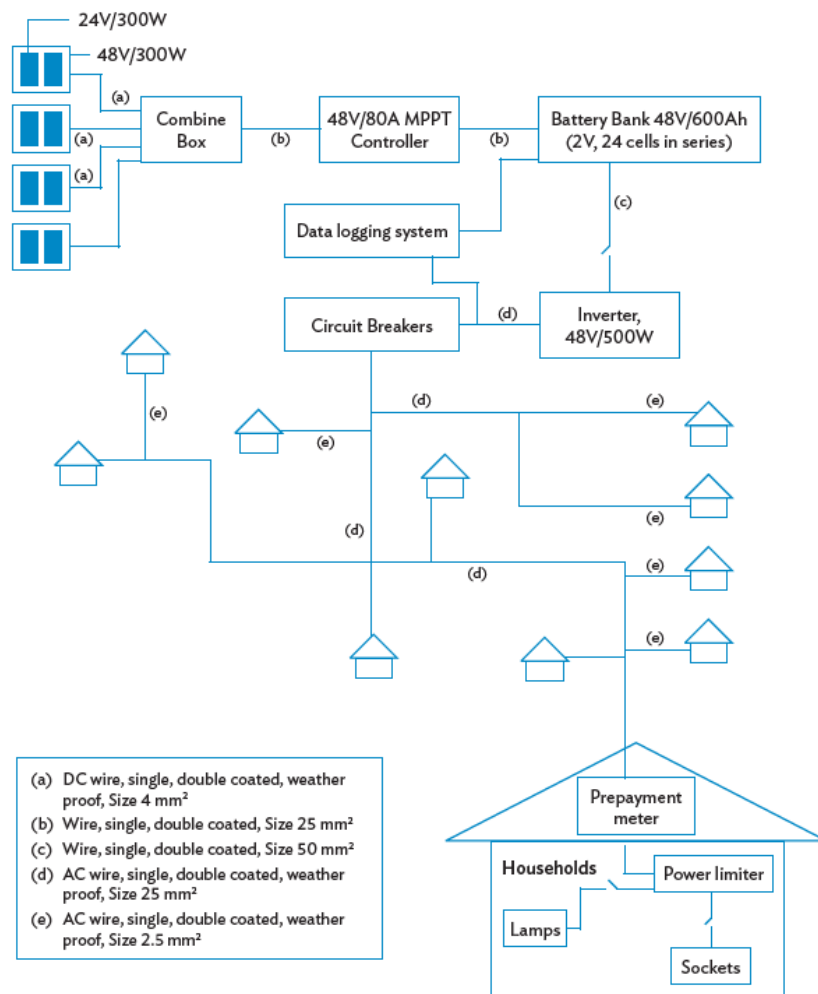 24V/300W
48V/300W
(a)
(a)
(a)
Combine
Box
(b)
48V/80A MPPT
Controller
(b)
Battery Bank 48V/600Ah
(2V, 24 cells in series)
(c)
Data logging system
Circuit Breakers
(d)
Inverter,
48V/500W
(e)
(e)
(d)
(e)
(e)
(d)
(d)
(e)
(e)
(a) DC wire, single, double coated, weather
proof, Size 4 mm²
(b) Wire, single, double coated, Size 25 mm²
(c) Wire, single, double coated, Size 50 mm²
(d) AC wire, single, double coated, weather
proof, Size 25 mm²
(e) AC wire, single, double coated, weather
proof, Size 2.5 mm²
Prepayment
meter
Households
Power limiter
Lamps
Sockets